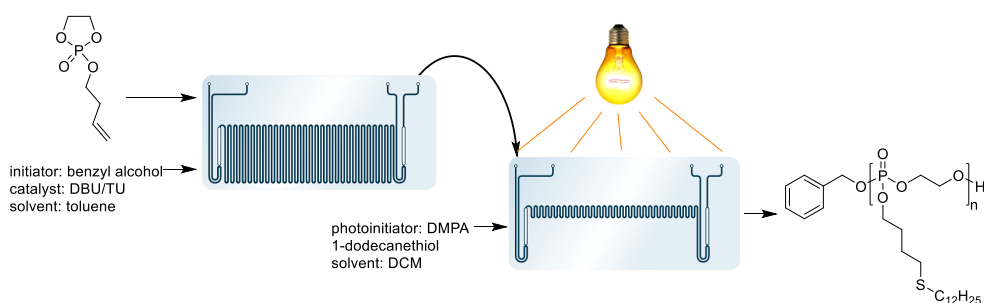 O
O
P
O
O
initiator: benzyl alcohol
catalyst: DBU/TU
solvent: toluene
photoinitiator: DMPA
1-dodecanethiol
solvent: DCM
O
O
P
O
O
H
n
O
S
C₁₂H₂₅